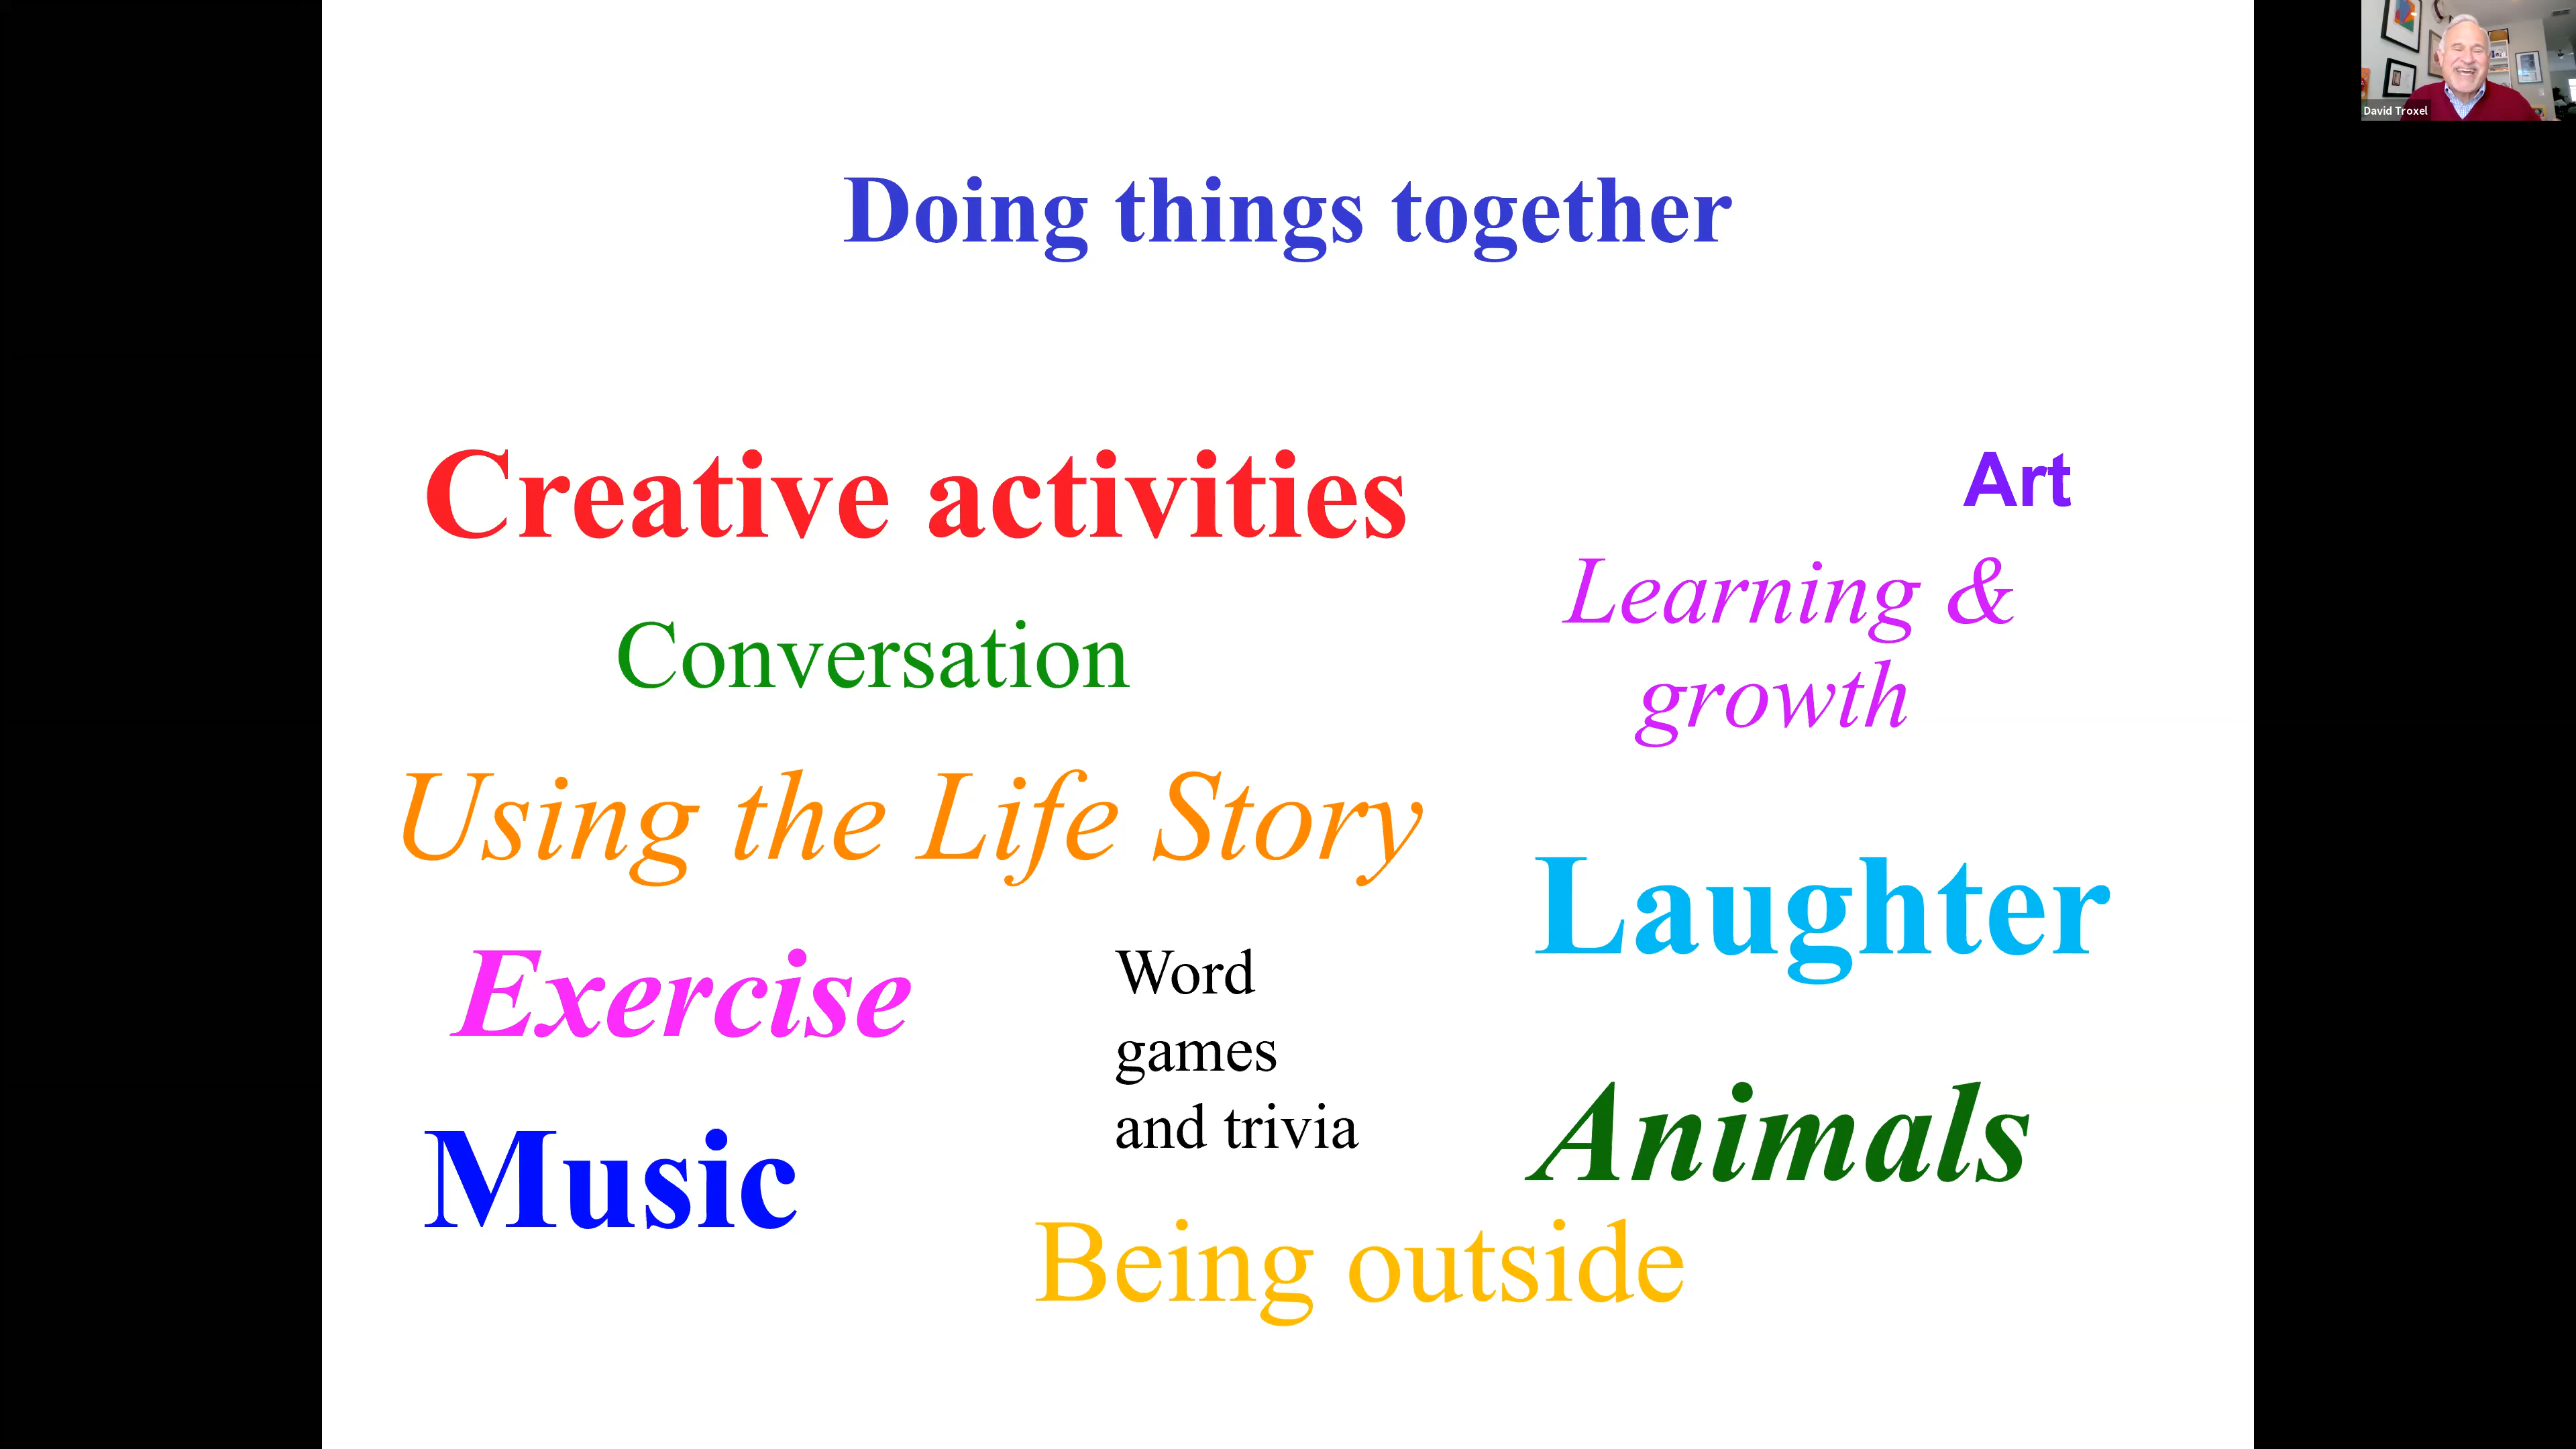 Doing things together
Creative activities
Art
Learning &
growth
Conversation
Using the Life Story
Laughter
Exercise
Word
games
and trivia
Animals
Music
Being outside
David Troxel